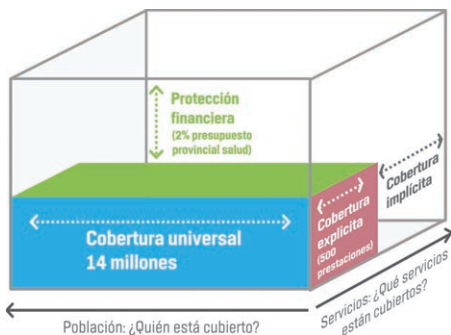 Protección
financiera
(2% presupuesto
provincial salud)
Cobertura universal
14 millones
Cobertura
explicita
(500
prestaciones)
Cobertura
implícita
Población: ¿Quién está cubierto?
Servicios: ¿Qué servicios
están cubiertos?